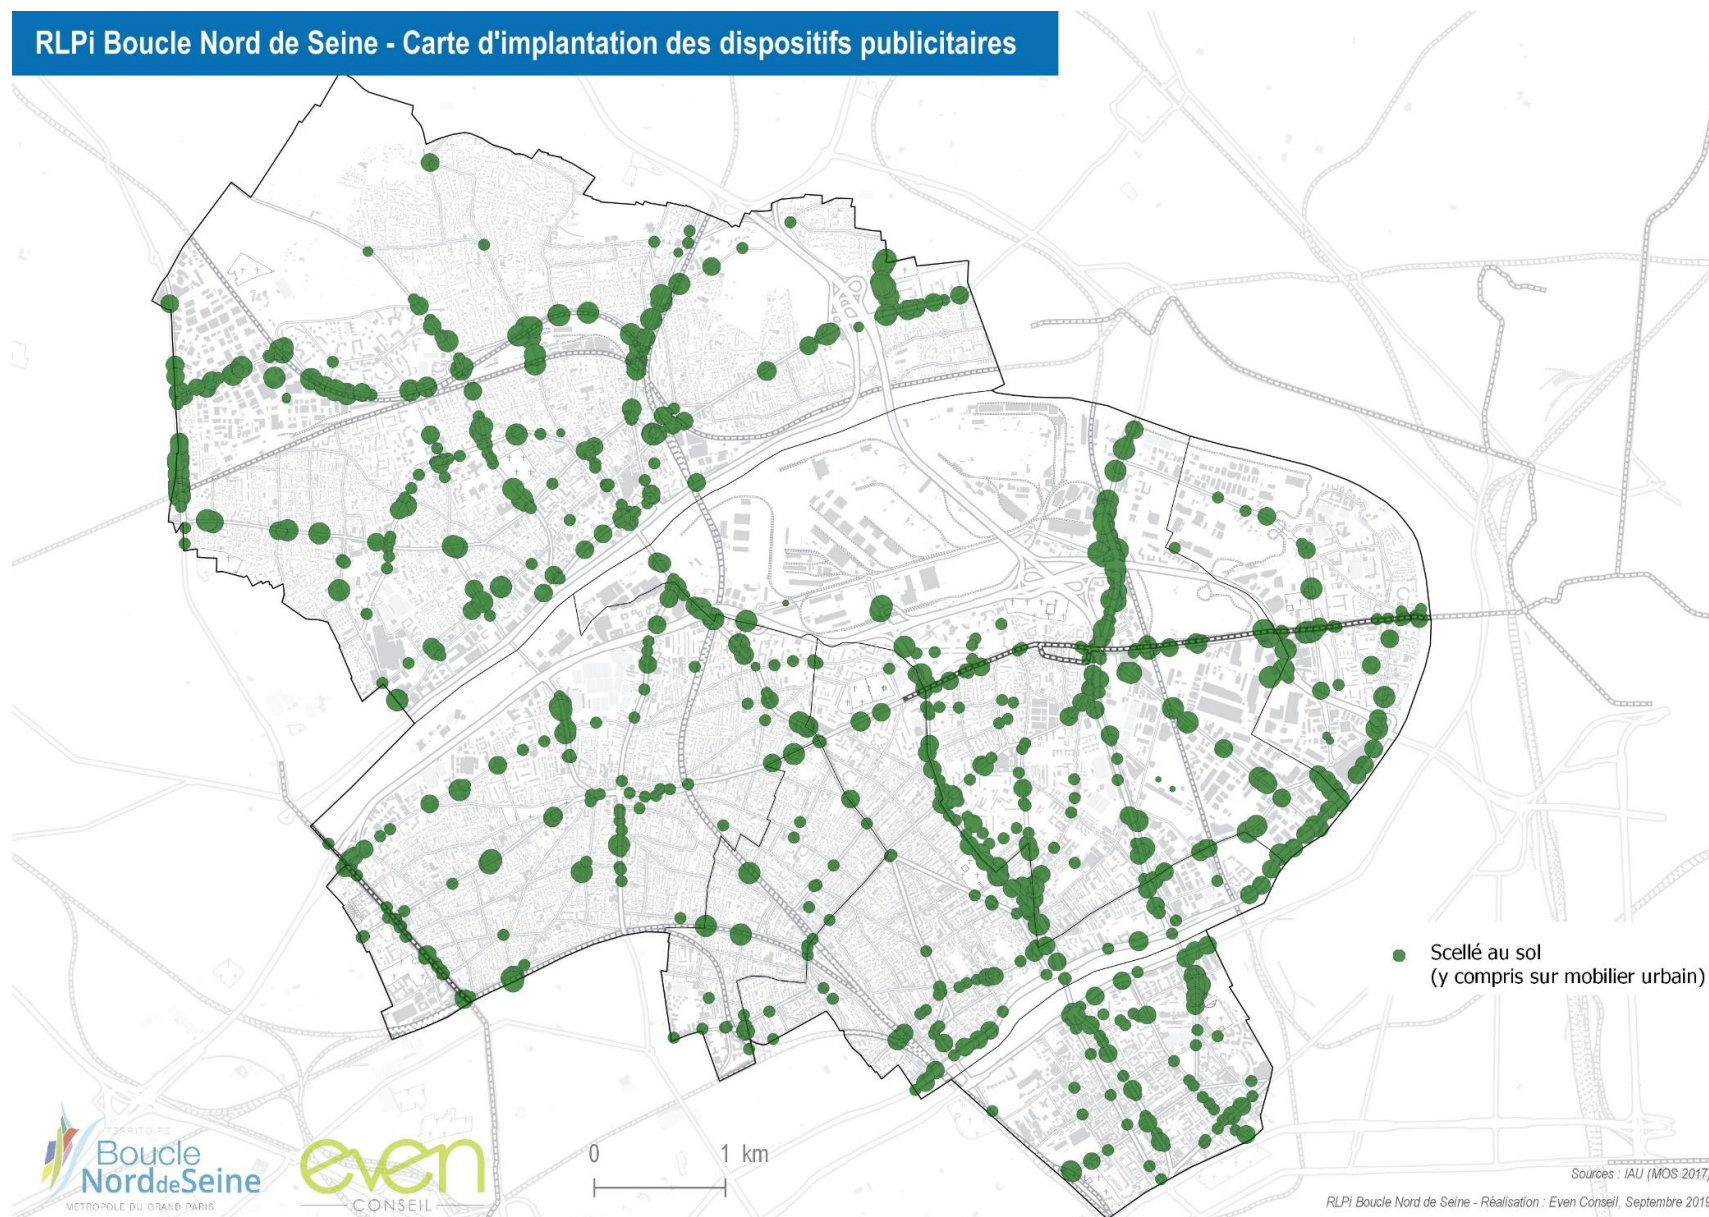 RLPi Boucle Nord de Seine - Carte d'implantation des dispositifs publicitaires
Scellé au sol
(y compris sur mobilier urbain)
TERRITOIRE
Boucle
NorddeSeine
MÉTROPOLE DU GRAND PARIS
even
CONSEIL
0 1 km
Sources : IAU (MOS 2017)
RLPi Boucle Nord de Seine - Réalisation : Even Conseil, Septembre 2019